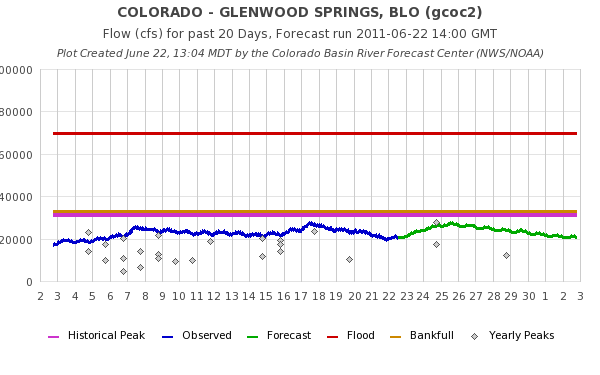 COLORADO - GLENWOOD SPRINGS, BLO (gcoc2)
Flow (cfs) for past 20 Days, Forecast run 2011-06-22 14:00 GMT
Plot Created June 22, 13:04 MDT by the Colorado Basin River Forecast Center (NWS/NOAA)
00000
80000
60000
40000
20000
0
2 3 4 5 6 7 8 9 10 11 12 13 14 15 16 17 18 19 20 21 22 23 24 25 26 27 28 29 30 1 2 3
Historical Peak Observed Forecast Flood Bankfull Yearly Peaks